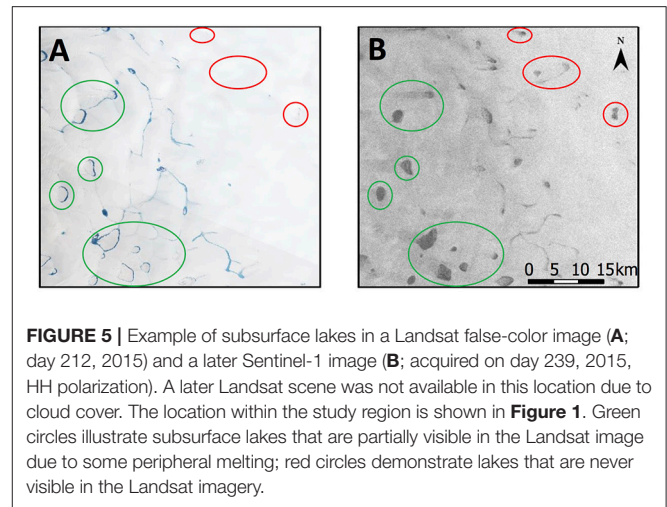 A
B
N
0 5 10 15km
FIGURE 5 | Example of subsurface lakes in a Landsat false-color image (A;
day 212, 2015) and a later Sentinel-1 image (B; acquired on day 239, 2015,
HH polarization). A later Landsat scene was not available in this location due to
cloud cover. The location within the study region is shown in Figure 1. Green
circles illustrate subsurface lakes that are partially visible in the Landsat image
due to some peripheral melting; red circles demonstrate lakes that are never
visible in the Landsat imagery.